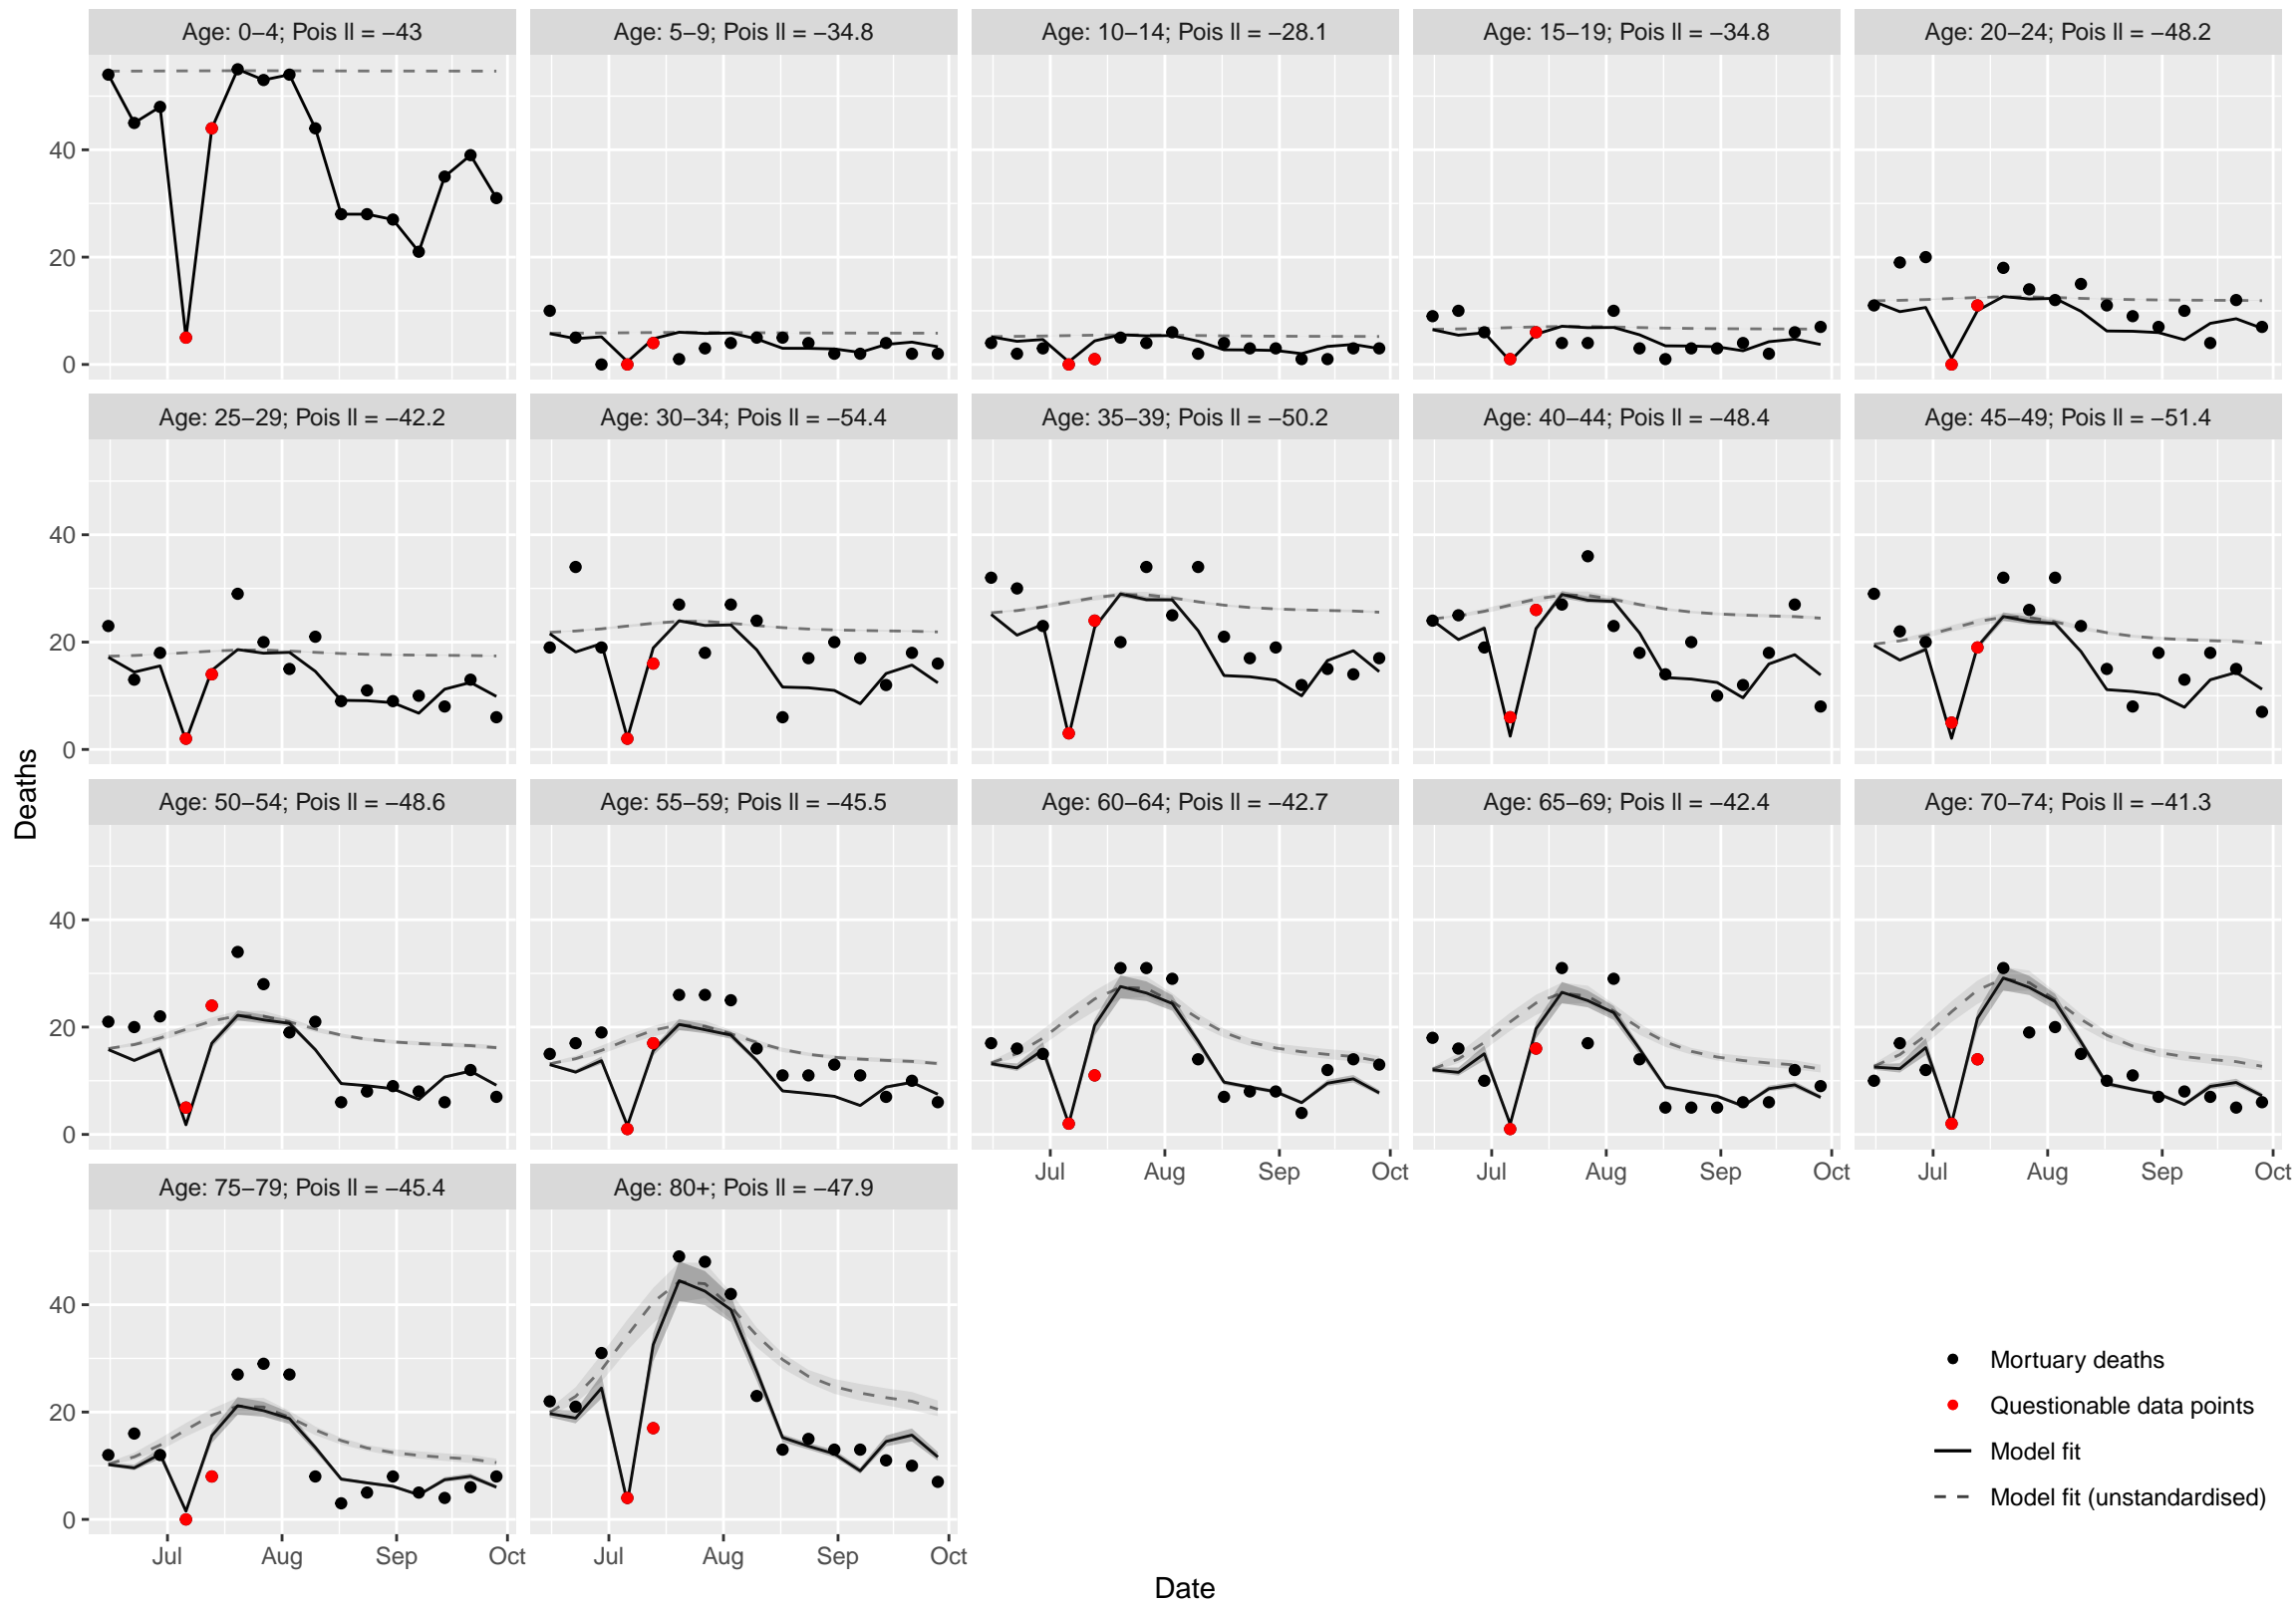 Age: 0−4; Pois ll = −43
Age: 5−9; Pois ll = −34.8
Age: 10−14; Pois ll = −28.1
Age: 15−19; Pois ll = −34.8
Age: 20−24; Pois ll = −48.2
40
20
0
Age: 25−29; Pois ll = −42.2
Age: 30−34; Pois ll = −54.4
Age: 35−39; Pois ll = −50.2
Age: 40−44; Pois ll = −48.4
Age: 45−49; Pois ll = −51.4
40
20
0
Deaths
Age: 50−54; Pois ll = −48.6
Age: 55−59; Pois ll = −45.5
Age: 60−64; Pois ll = −42.7
Age: 65−69; Pois ll = −42.4
Age: 70−74; Pois ll = −41.3
40
20
0
Jul Aug Sep Oct
Jul Aug Sep Oct
Jul Aug Sep Oct
Age: 75−79; Pois ll = −45.4
Age: 80+; Pois ll = −47.9
40
20
0
Jul Aug Sep Oct
Jul Aug Sep Oct
Mortuary deaths
Questionable data points
Model fit
Model fit (unstandardised)
Date